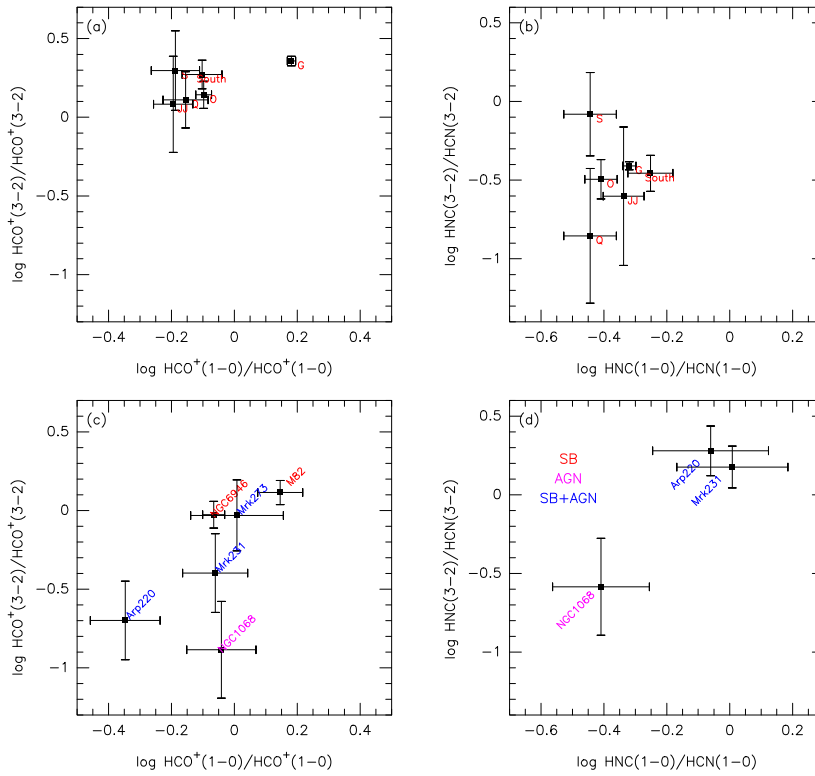 (a)
log HCO⁺(3−2)/HCO⁺(3−2)
0.5
0
−0.5
−1
S
South
G
JJ
Q
O
−0.4 −0.2 0 0.2 0.4
log HCO⁺(1−0)/HCO⁺(1−0)
(b)
log HNC(3−2)/HCN(3−2)
0.5
0
−0.5
−1
S
G
South
O
JJ
Q
−0.6 −0.4 −0.2 0 0.2
log HNC(1−0)/HCN(1−0)
(c)
log HCO⁺(3−2)/HCO⁺(3−2)
0.5
0
−0.5
−1
NGC6946
Mrk273
M82
Mrk231
Arp220
NGC1068
−0.4 −0.2 0 0.2 0.4
log HCO⁺(1−0)/HCO⁺(1−0)
(d)
log HNC(3−2)/HCN(3−2)
0.5
0
−0.5
−1
SB
AGN
SB+AGN
Arp220
Mrk231
NGC1068
−0.6 −0.4 −0.2 0 0.2
log HNC(1−0)/HCN(1−0)